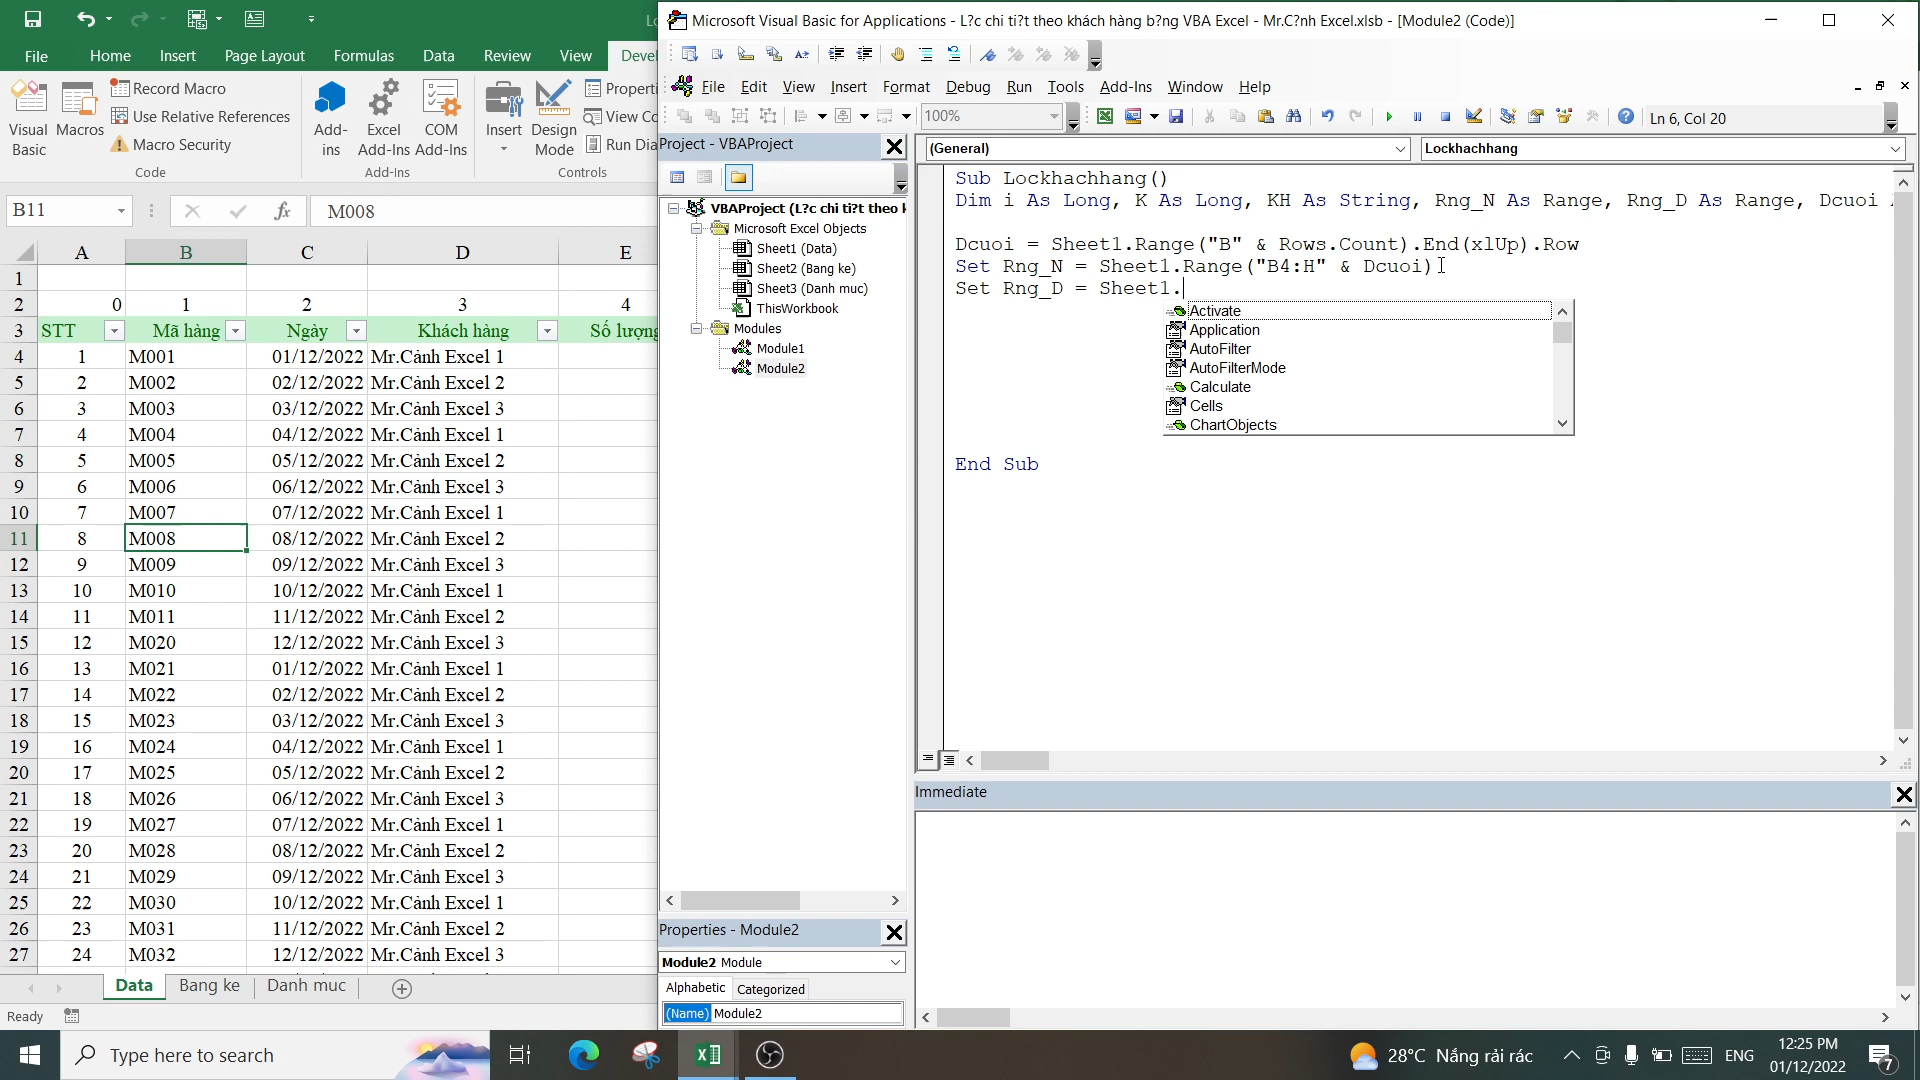 File
Home
Insert
Page Layout
Formulas
Data
Review
View
Visual Basic
Macros
Record Macro
Use Relative References
Macro Security
Code
Add-ins
Excel Add-Ins
COM Add-Ins
Add-Ins
Insert
Design Mode
Controls
B11
M008
A B C D E
1
2 0 1 2 3 4
3 STT Mã hàng Ngày Khách hàng Số lượng
4 1 M001 01/12/2022 Mr.Cảnh Excel 1
5 2 M002 02/12/2022 Mr.Cảnh Excel 2
6 3 M003 03/12/2022 Mr.Cảnh Excel 3
7 4 M004 04/12/2022 Mr.Cảnh Excel 1
8 5 M005 05/12/2022 Mr.Cảnh Excel 2
9 6 M006 06/12/2022 Mr.Cảnh Excel 3
10 7 M007 07/12/2022 Mr.Cảnh Excel 1
11 8 M008 08/12/2022 Mr.Cảnh Excel 2
12 9 M009 09/12/2022 Mr.Cảnh Excel 3
13 10 M010 10/12/2022 Mr.Cảnh Excel 1
14 11 M011 11/12/2022 Mr.Cảnh Excel 2
15 12 M020 12/12/2022 Mr.Cảnh Excel 3
16 13 M021 01/12/2022 Mr.Cảnh Excel 1
17 14 M022 02/12/2022 Mr.Cảnh Excel 2
18 15 M023 03/12/2022 Mr.Cảnh Excel 3
19 16 M024 04/12/2022 Mr.Cảnh Excel 1
20 17 M025 05/12/2022 Mr.Cảnh Excel 2
21 18 M026 06/12/2022 Mr.Cảnh Excel 3
22 19 M027 07/12/2022 Mr.Cảnh Excel 1
23 20 M028 08/12/2022 Mr.Cảnh Excel 2
24 21 M029 09/12/2022 Mr.Cảnh Excel 3
25 22 M030 10/12/2022 Mr.Cảnh Excel 1
26 23 M031 11/12/2022 Mr.Cảnh Excel 2
27 24 M032 12/12/2022 Mr.Cảnh Excel 3
Data
Bang ke
Danh muc
Ready
Microsoft Visual Basic for Applications - L?c chi ti?t theo khách hàng b?ng VBA Excel - Mr.C?nh Excel.xlsb - [Module2 (Code)]
File Edit View Insert Format Debug Run Tools Add-Ins Window Help
100%
Ln 6, Col 20
Project - VBAProject
VBAProject (L?c chi ti?t theo
Microsoft Excel Objects
Sheet1 (Data)
Sheet2 (Bang ke)
Sheet3 (Danh muc)
ThisWorkbook
Modules
Module1
Module2
Properties - Module2
Module2 Module
Alphabetic Categorized
(Name) Module2
(General)
Lockhachhang
Sub Lockhachhang()
Dim i As Long, K As Long, KH As String, Rng_N As Range, Rng_D As Range, Dcuoi
Dcuoi = Sheet1.Range("B" & Rows.Count).End(xlUp).Row
Set Rng_N = Sheet1.Range("B4:H" & Dcuoi)
Set Rng_D = Sheet1.
Activate
Application
AutoFilter
AutoFilterMode
Calculate
Cells
ChartObjects
End Sub
Immediate
Type here to search
28°C Nắng rải rác
ENG
12:25 PM
01/12/2022
7